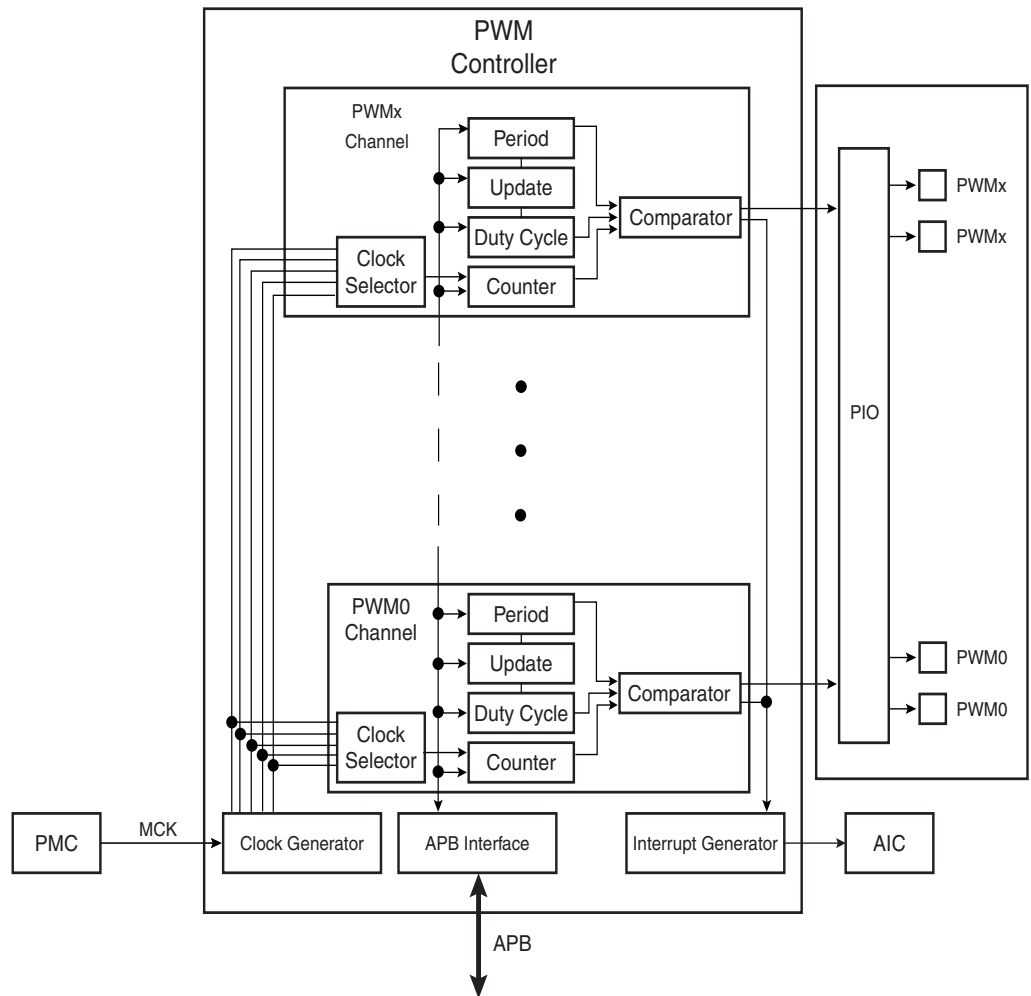 PWM
Controller
PWMx
Channel
Period
Update
Duty Cycle
Comparator
Clock
Selector
Counter
PWMx
PWMx
PIO
PWM0
Channel
Period
Update
Duty Cycle
Comparator
Clock
Selector
Counter
PWM0
PWM0
PMC
MCK
Clock Generator
APB Interface
Interrupt Generator
AIC
APB